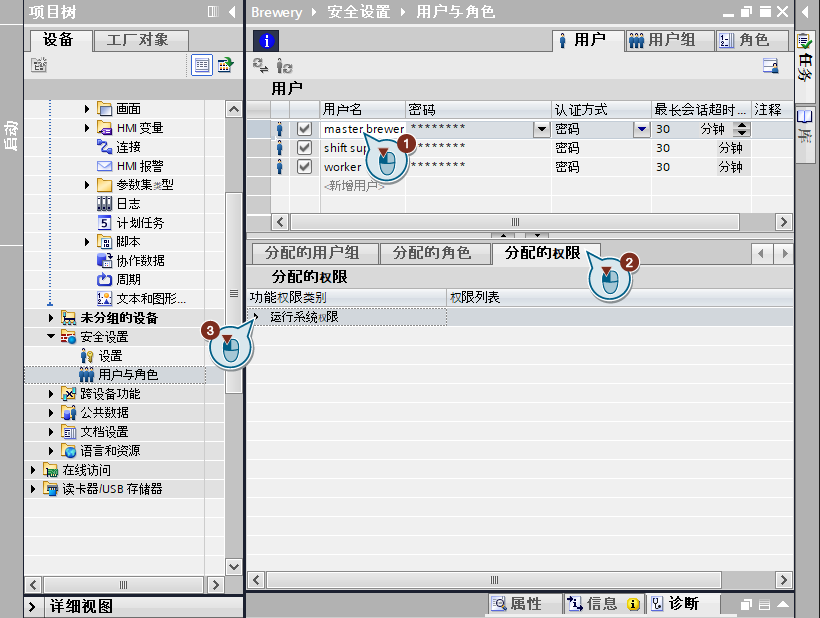 项目树
Brewery 安全设置 用户与角色
设备 工厂对象
用户 用户组 角色
启动
任务
库
用户
用户名 密码 认证方式 最长会话超时... 注释
master brewer ******** 密码 30 分钟
1
shift sup ******** 密码 30 分钟
worker ******** 密码 30 分钟
<新增用户>
画面
HMI 变量
连接
HMI 报警
参数集类型
日志
计划任务
脚本
协作数据
周期
文本和图形...
未分组的设备
安全设置
设置
用户与角色
跨设备功能
公共数据
文档设置
语言和资源
在线访问
读卡器/USB 存储器
分配的用户组 分配的角色 分配的权限
2
分配的权限
功能权限类别 权限列表
运行系统权限
3
详细视图
属性 信息 诊断